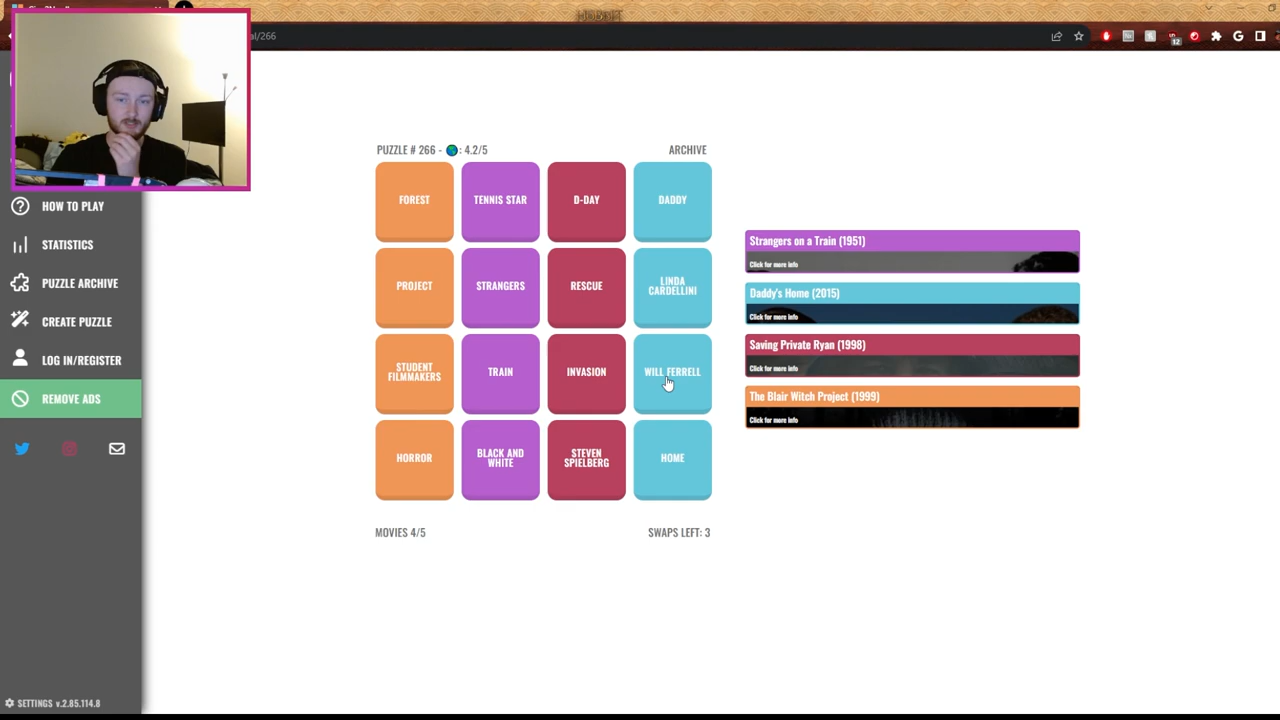 al/266
12
PUZZLE # 266 - : 4.2/5
ARCHIVE
FOREST
TENNIS STAR
D-DAY
DADDY
PROJECT
STRANGERS
RESCUE
LINDA
CARDELLINI
STUDENT
FILMMAKERS
TRAIN
INVASION
WILL FERRELL
HORROR
BLACK AND
WHITE
STEVEN
SPIELBERG
HOME
MOVIES 4/5
SWAPS LEFT: 3
Strangers on a Train (1951)
Click for more info
Daddy's Home (2015)
Click for more info
Saving Private Ryan (1998)
Click for more info
The Blair Witch Project (1999)
Click for more info
HOW TO PLAY
STATISTICS
PUZZLE ARCHIVE
CREATE PUZZLE
LOG IN/REGISTER
REMOVE ADS
SETTINGS v.2.85.114.8